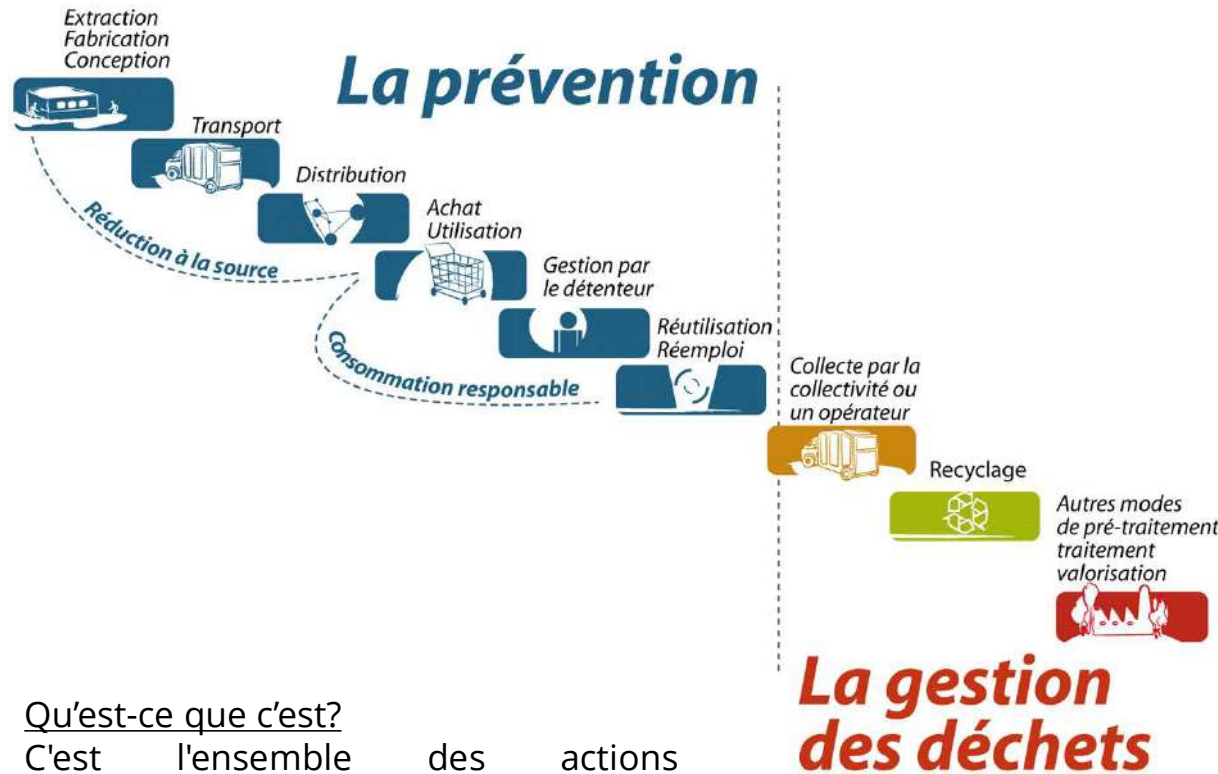 Extraction
Fabrication
Conception
La prévention
Transport
Distribution
Réduction à la source
Achat
Utilisation
Gestion par
le détenteur
Consommation responsable
Réutilisation
Réemploi
Collecte par la
collectivité ou
un opérateur
Recyclage
Autres modes
de pré-traitement
traitement
valorisation
La gestion
des déchets
Qu'est-ce que c'est?
C'est l'ensemble des actions